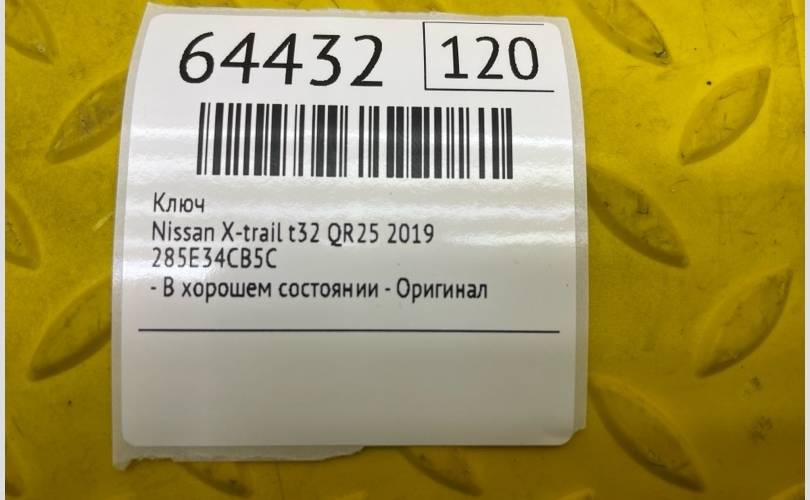 64432 120
Ключ
Nissan X-trail t32 QR25 2019
285E34CB5C
- В хорошем состоянии - Оригинал